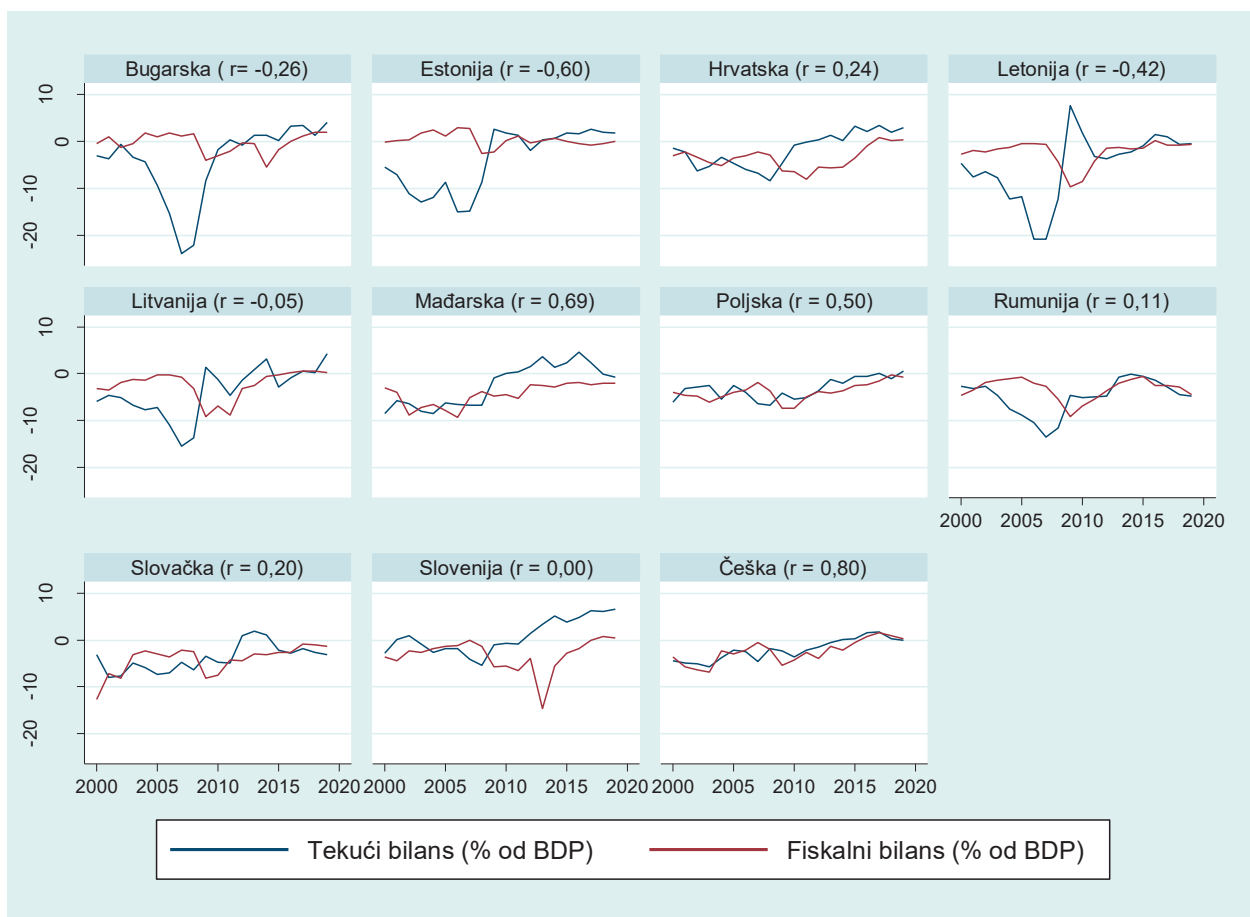 Bugarska ( r= -0,26)
Estonija (r = -0,60)
Hrvatska (r = 0,24)
Letonija (r = -0,42)
10
0
-10
-20
Litvanija (r = -0,05)
Mađarska (r = 0,69)
Poljska (r = 0,50)
Rumunija (r = 0,11)
10
0
-10
-20
2000 2005 2010 2015 2020
Slovačka (r = 0,20)
Slovenija (r = 0,00)
Češka (r = 0,80)
10
0
-10
-20
2000 2005 2010 2015 2020
2000 2005 2010 2015 2020
2000 2005 2010 2015 2020
Tekući bilans (% od BDP)
Fiskalni bilans (% od BDP)